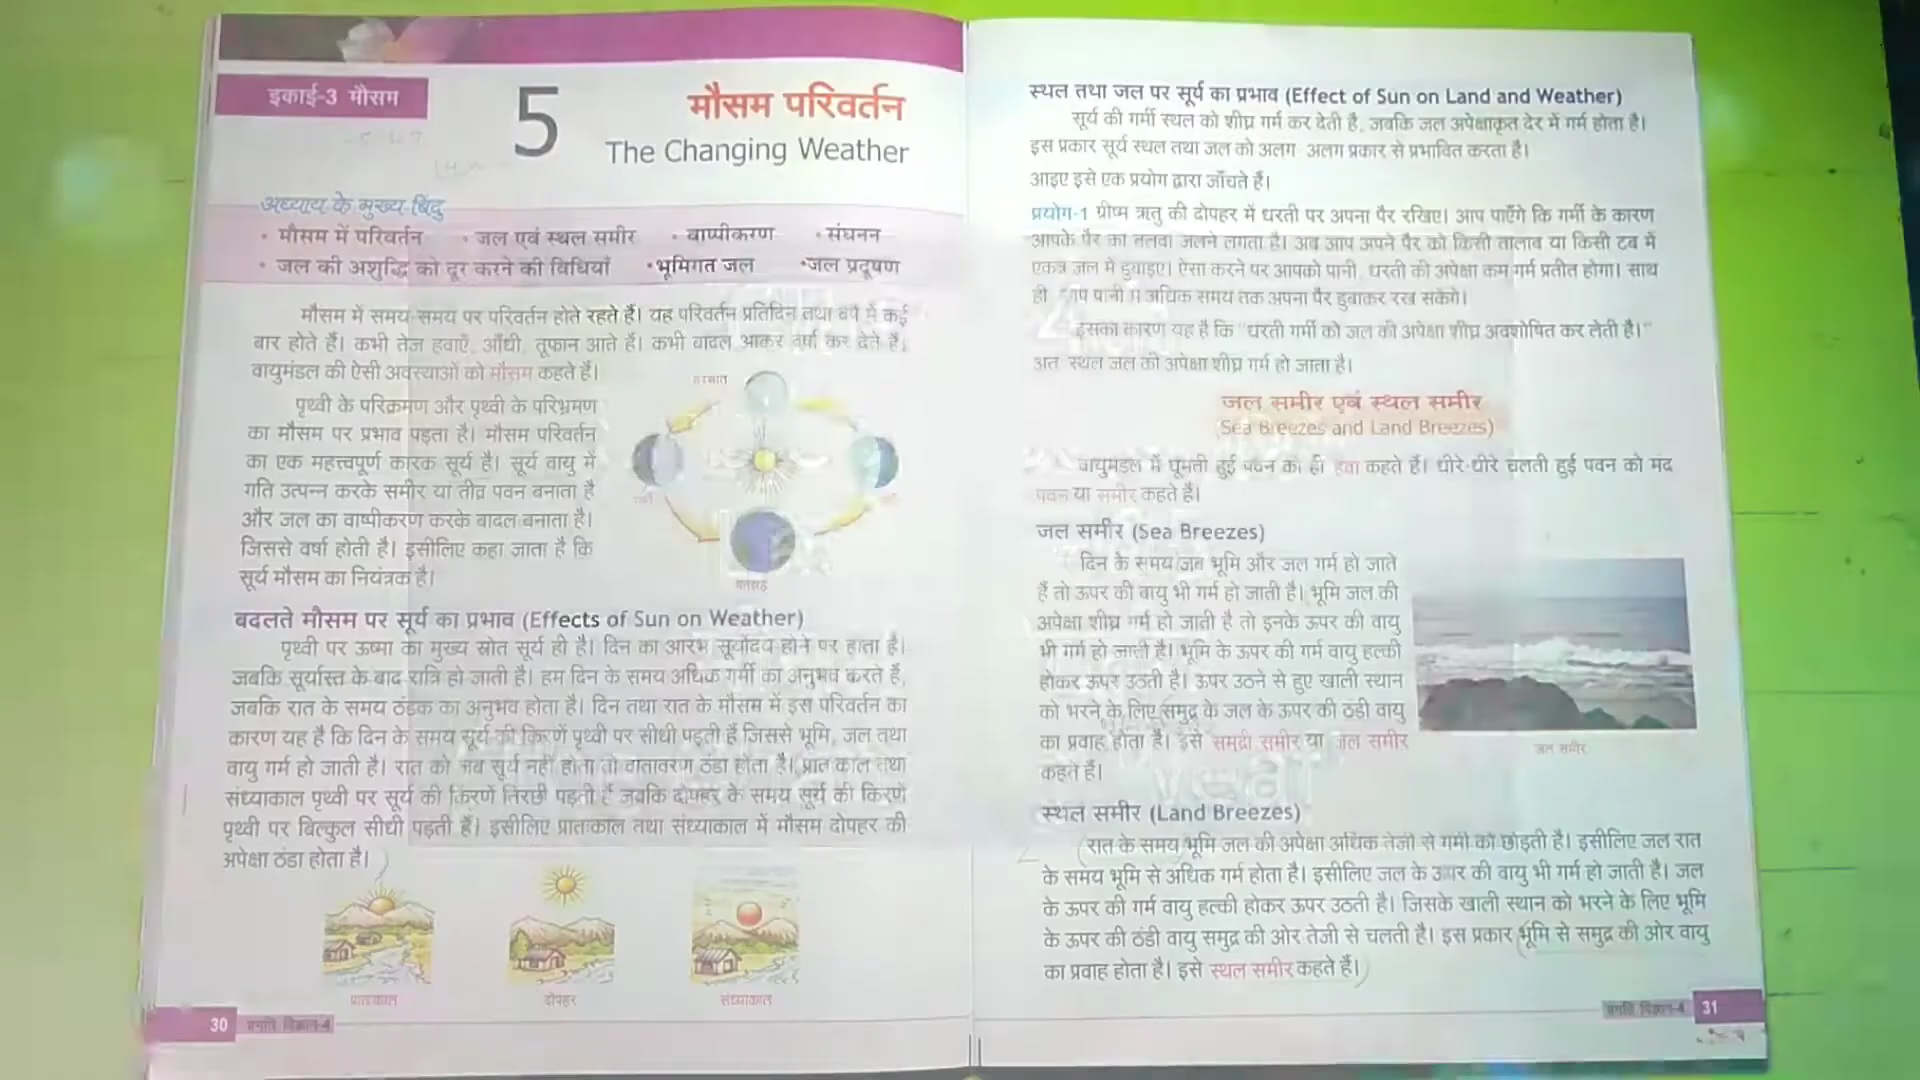 इकाई-3 मौसम
5
मौसम परिवर्तन
The Changing Weather
अध्याय के मुख्य-बिंदु
• मौसम में परिवर्तन • जल एवं स्थल समीर • वाष्पीकरण • संघनन
• जल की अशुद्धि को दूर करने की विधियाँ • भूमिगत जल • जल प्रदूषण
मौसम में समय-समय पर परिवर्तन होते रहते हैं। यह परिवर्तन प्रतिदिन तथा वर्ष में कई
बार होते हैं। कभी तेज हवाएँ, आँधी, तूफान आते हैं। कभी बादल आकर वर्षा कर देते हैं,
वायुमंडल की ऐसी अवस्थाओं को मौसम कहते हैं।
पृथ्वी के परिक्रमण और पृथ्वी के परिभ्रमण
का मौसम पर प्रभाव पड़ता है। मौसम परिवर्तन
का एक महत्त्वपूर्ण कारक सूर्य है। सूर्य वायु में
गति उत्पन्न करके समीर या तीव्र पवन बनाता है
और जल का वाष्पीकरण करके बादल बनाता है।
जिससे वर्षा होती है। इसीलिए कहा जाता है कि
सूर्य मौसम का नियंत्रक है।
बरसात
पतझड़
बदलते मौसम पर सूर्य का प्रभाव (Effects of Sun on Weather)
पृथ्वी पर ऊष्मा का मुख्य स्रोत सूर्य ही है। दिन का आरंभ सूर्योदय होने पर होता है।
जबकि सूर्यास्त के बाद रात्रि हो जाती है। हम दिन के समय अधिक गर्मी का अनुभव करते हैं,
जबकि रात के समय ठंडक का अनुभव होता है। दिन तथा रात के मौसम में इस परिवर्तन का
कारण यह है कि दिन के समय सूर्य की किरणें पृथ्वी पर सीधी पड़ती हैं जिससे भूमि, जल तथा
वायु गर्म हो जाती है। रात को जब सूर्य नहीं होता तो वातावरण ठंडा होता है। प्रातःकाल तथा
संध्याकाल पृथ्वी पर सूर्य की किरणें तिरछी पड़ती हैं जबकि दोपहर के समय सूर्य की किरणें
पृथ्वी पर बिल्कुल सीधी पड़ती हैं। इसीलिए प्रातःकाल तथा संध्याकाल में मौसम दोपहर की
अपेक्षा ठंडा होता है।
प्रातःकाल दोपहर संध्याकाल
30 प्रगति विज्ञान-4
स्थल तथा जल पर सूर्य का प्रभाव (Effect of Sun on Land and Weather)
सूर्य की गर्मी स्थल को शीघ्र गर्म कर देती है, जबकि जल अपेक्षाकृत देर में गर्म होता है।
इस प्रकार सूर्य स्थल तथा जल को अलग-अलग प्रकार से प्रभावित करता है।
आइए इसे एक प्रयोग द्वारा जाँचते हैं।
प्रयोग-1 ग्रीष्म ऋतु की दोपहर में धरती पर अपना पैर रखिए। आप पाएँगे कि गर्मी के कारण
आपके पैर का तलवा जलने लगता है। अब आप अपने पैर को किसी तालाब या किसी टब में
एकत्र जल में डुबाइए। ऐसा करने पर आपको पानी, धरती की अपेक्षा कम गर्म प्रतीत होगा। साथ
ही आप पानी में अधिक समय तक अपना पैर डुबाकर रख सकेंगे।
इसका कारण यह है कि "धरती गर्मी को जल की अपेक्षा शीघ्र अवशोषित कर लेती है।"
अतः स्थल जल की अपेक्षा शीघ्र गर्म हो जाता है।
जल समीर एवं स्थल समीर
(Sea Breezes and Land Breezes)
वायुमंडल में घूमती हुई पवन को ही हवा कहते हैं। धीरे-धीरे चलती हुई पवन को मंद
पवन या समीर कहते हैं।
जल समीर (Sea Breezes)
दिन के समय जब भूमि और जल गर्म हो जाते
हैं तो ऊपर की वायु भी गर्म हो जाती है। भूमि जल की
अपेक्षा शीघ्र गर्म हो जाती है तो इनके ऊपर की वायु
भी गर्म हो जाती है। भूमि के ऊपर की गर्म वायु हल्की
होकर ऊपर उठती है। ऊपर उठने से हुए खाली स्थान
को भरने के लिए समुद्र के जल के ऊपर की ठंडी वायु
का प्रवाह होता है। इसे समुद्री समीर या जल समीर
कहते हैं।
जल समीर
स्थल समीर (Land Breezes)
रात के समय भूमि जल की अपेक्षा अधिक तेजी से गर्मी को छोड़ती है। इसीलिए जल रात
के समय भूमि से अधिक गर्म होता है। इसीलिए जल के ऊपर की वायु भी गर्म हो जाती है। जल
के ऊपर की गर्म वायु हल्की होकर ऊपर उठती है। जिसके खाली स्थान को भरने के लिए भूमि
के ऊपर की ठंडी वायु समुद्र की ओर तेजी से चलती है। इस प्रकार भूमि से समुद्र की ओर वायु
का प्रवाह होता है। इसे स्थल समीर कहते हैं।
प्रगति विज्ञान-4 31